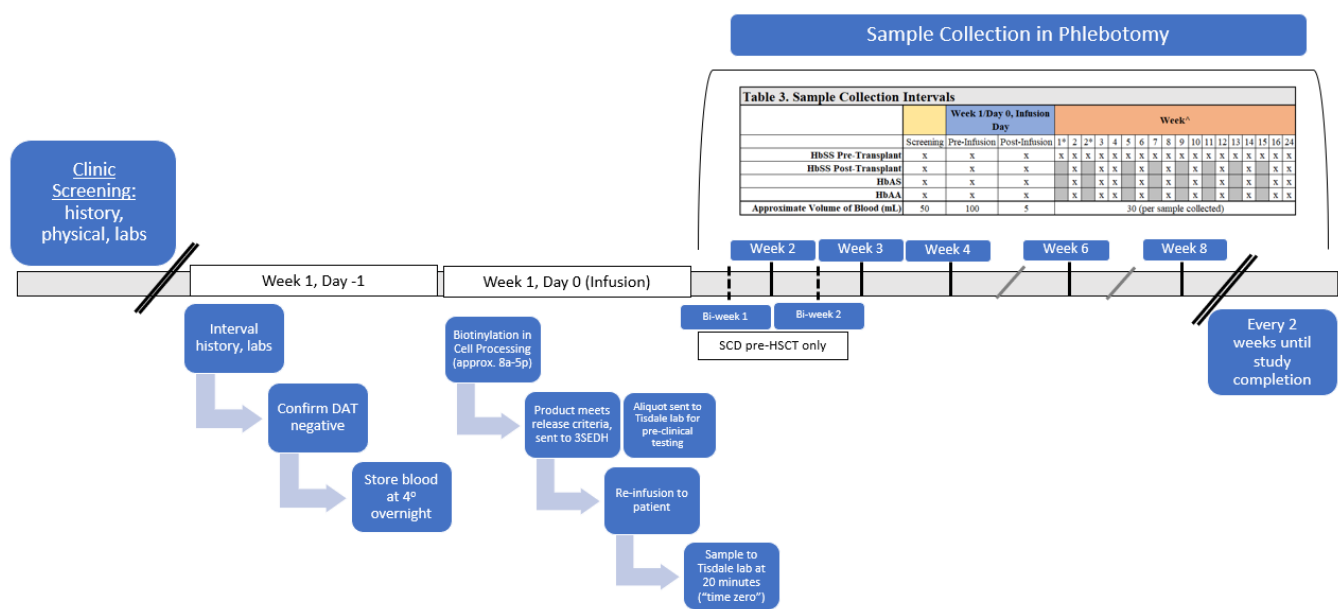 Sample Collection in Phlebotomy
Table 3. Sample Collection Intervals
Week 1/Day 0, Infusion
Day
Week^
Screening Pre-Infusion Post-Infusion 1* 2 2* 3 4 5 6 7 8 9 10 11 12 13 14 15 16 24
HbSS Pre-Transplant x x x x x x x x x x x x x x x x x x x x x
HbSS Post-Transplant x x x x x x x x x x x x x
HbAS x x x x x x x x x x x x x
HbAA x x x x x x x x x x x x x
Approximate Volume of Blood (mL) 50 100 5 30 (per sample collected)
Clinic
Screening:
history,
physical, labs
Week 2
Week 3
Week 4
Week 6
Week 8
Week 1, Day -1
Week 1, Day 0 (Infusion)
Bi-week 1
Bi-week 2
SCD pre-HSCT only
Every 2
weeks until
study
completion
Interval
history, labs
Confirm DAT
negative
Store blood
at 4°
overnight
Biotinylation in
Cell Processing
(approx. 8a-5p)
Product meets
release criteria,
sent to 3SEDH
Aliquot sent to
Tisdale lab for
pre-clinical
testing
Re-infusion to
patient
Sample to
Tisdale lab at
20 minutes
("time zero")